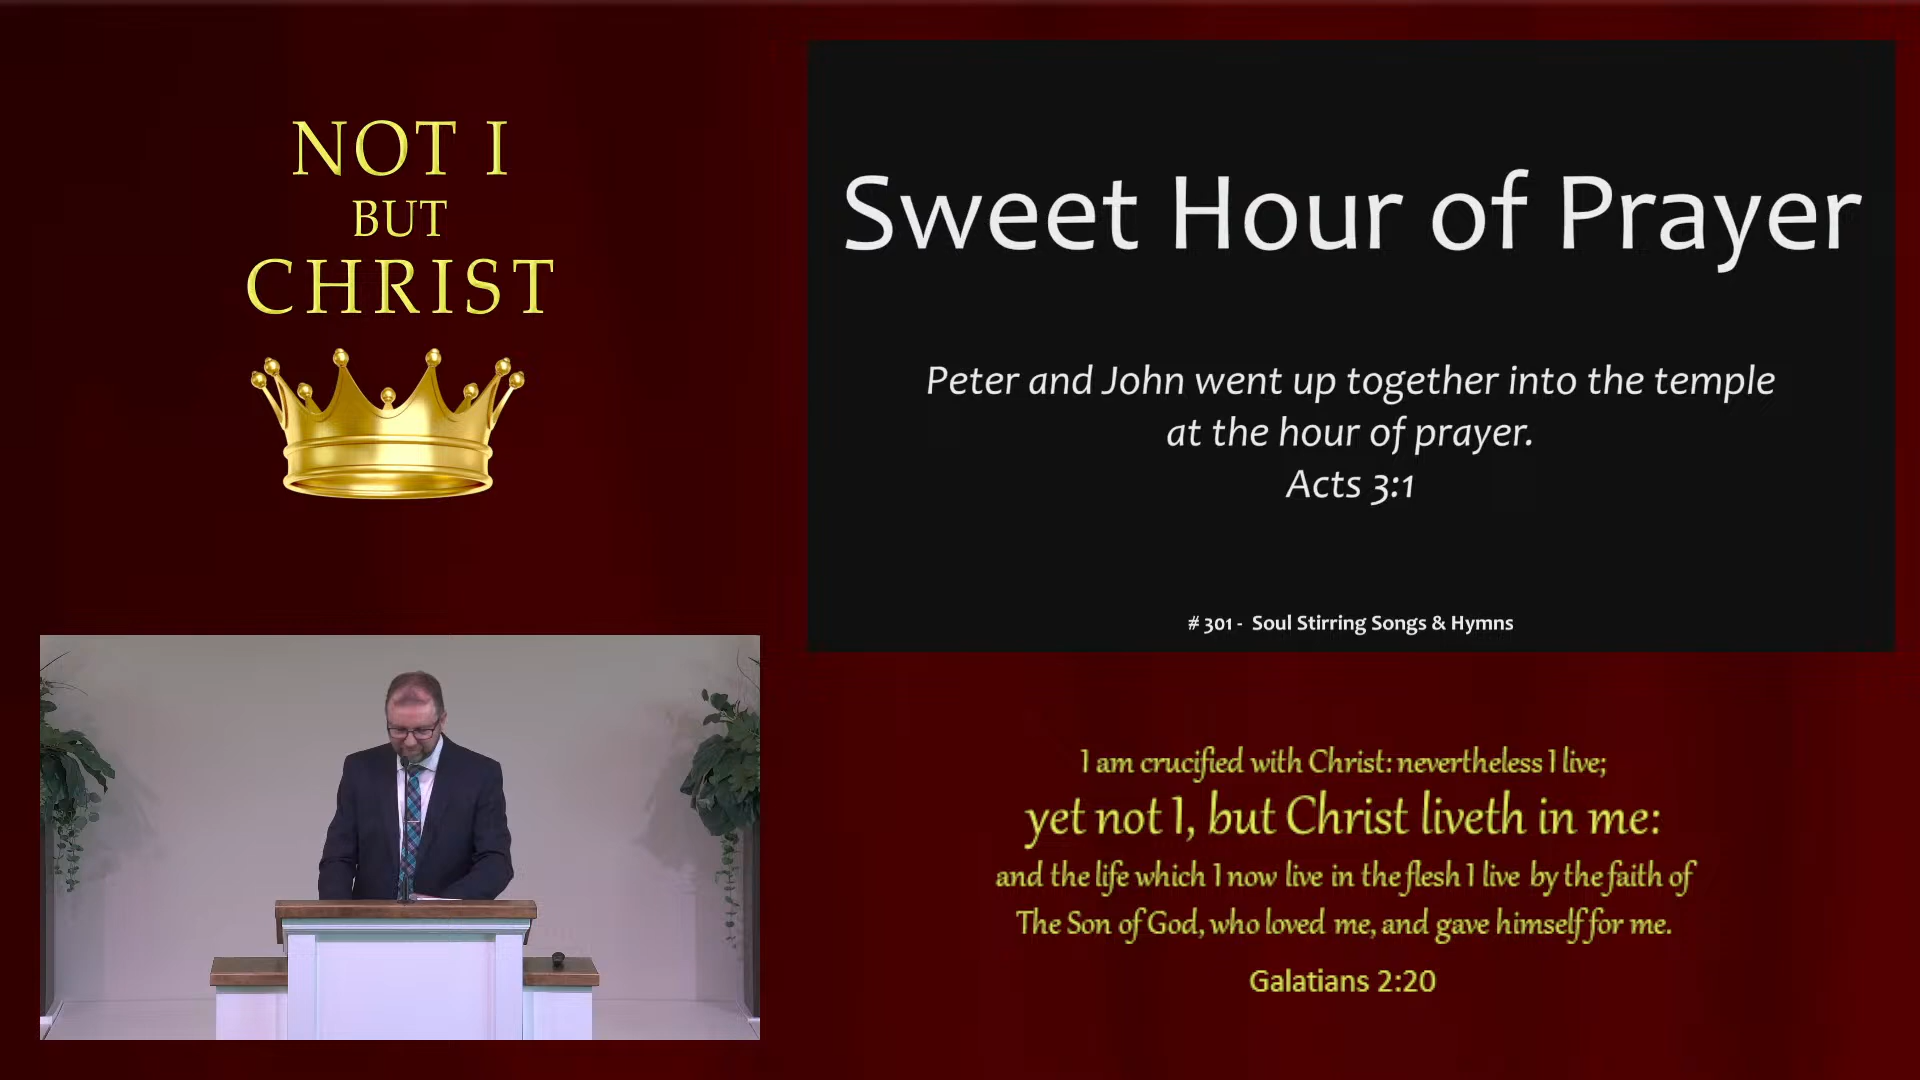 NOT I
BUT
CHRIST
Sweet Hour of Prayer
Peter and John went up together into the temple
at the hour of prayer.
Acts 3:1
# 301 - Soul Stirring Songs & Hymns
I am crucified with Christ: nevertheless I live;
yet not I, but Christ liveth in me:
and the life which I now live in the flesh I live by the faith of
The Son of God, who loved me, and gave himself for me.
Galatians 2:20